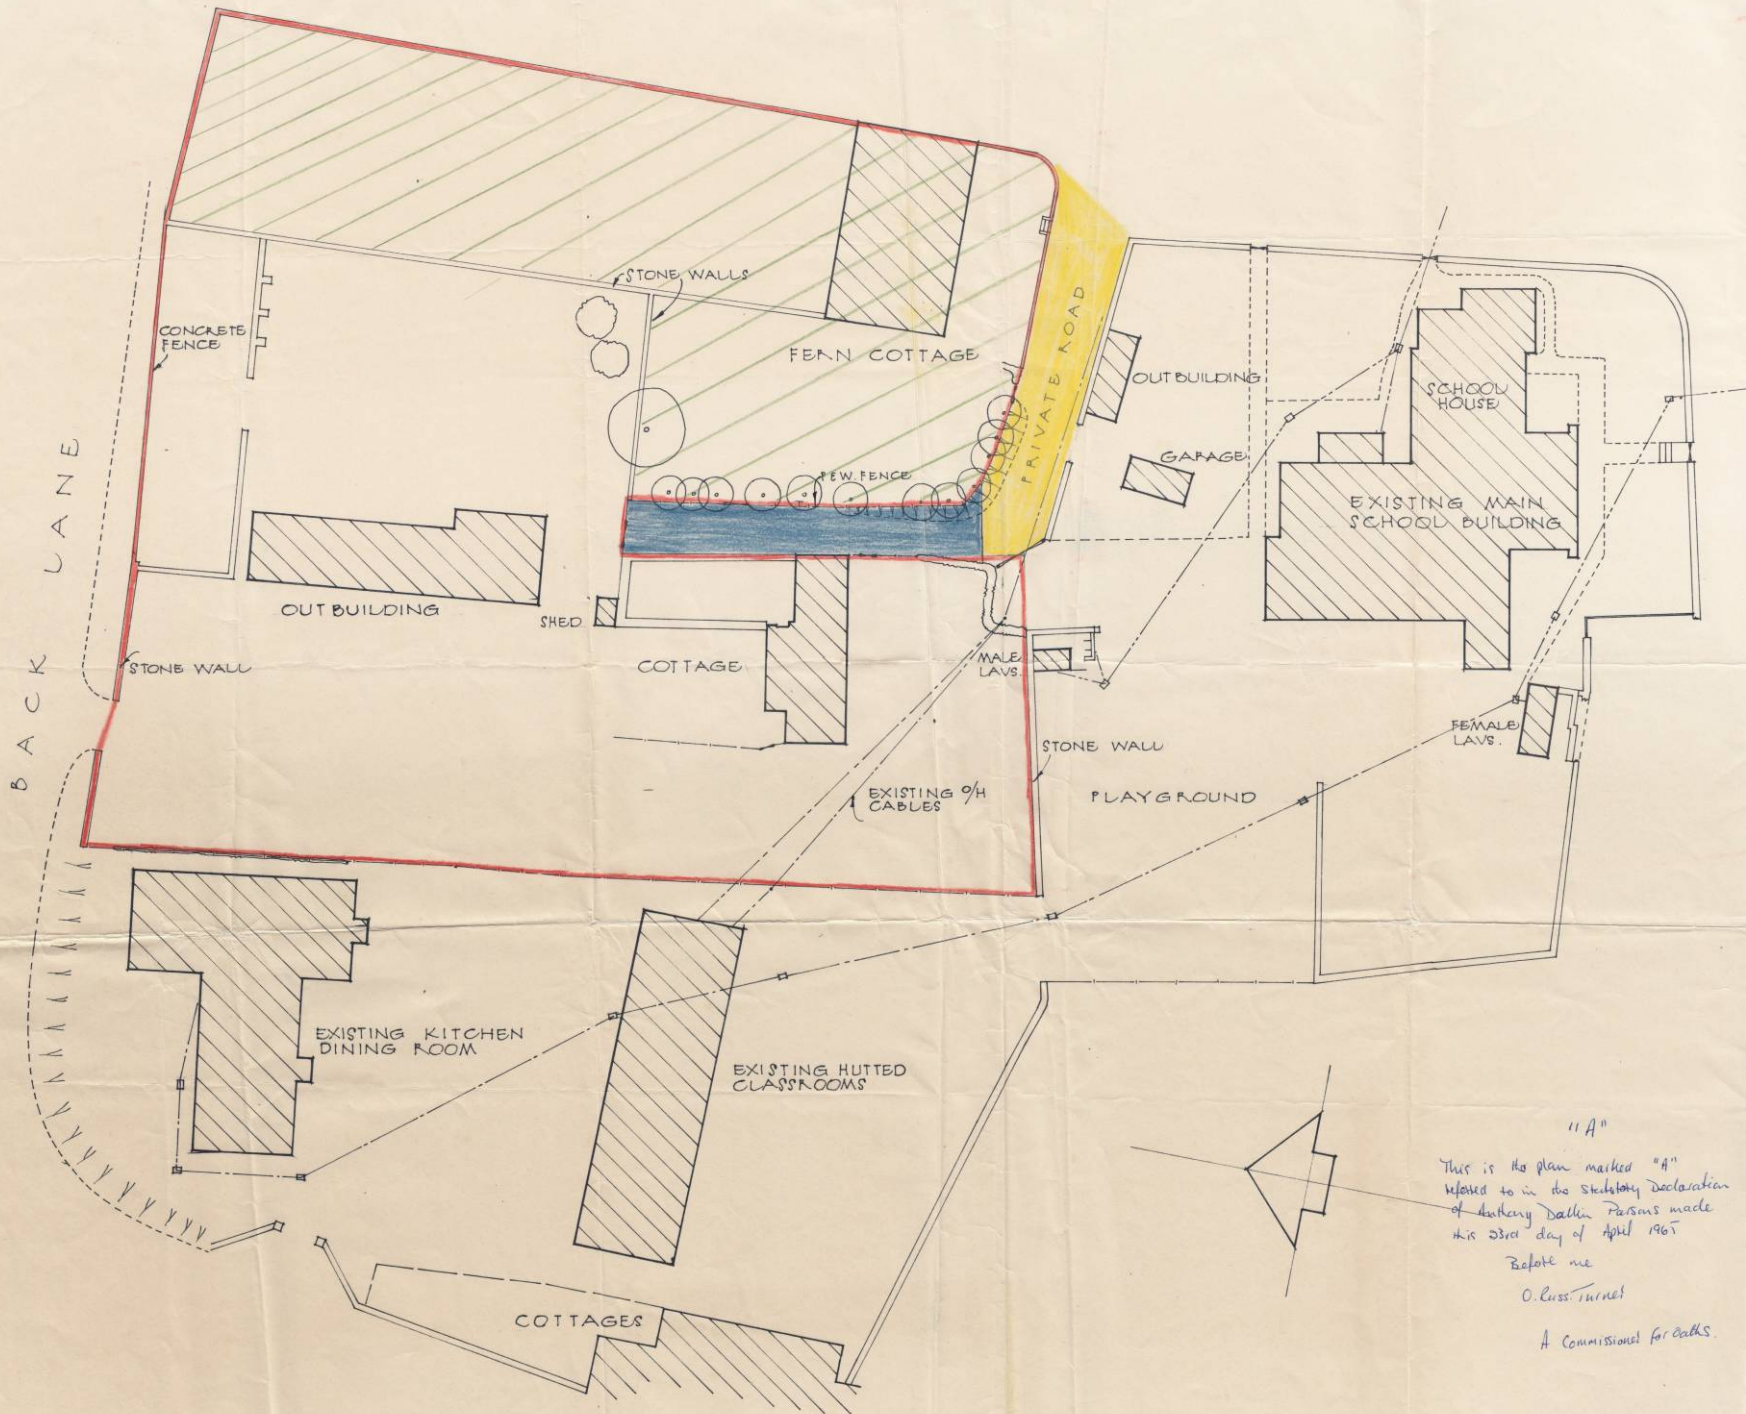 STONE WALLS
CONCRETE
FENCE
FERN COTTAGE
PRIVATE ROAD
OUTBUILDING
SCHOOL
HOUSE
GARAGE
EXISTING MAIN
SCHOOL BUILDING
BACK LANE
OUTBUILDING
SHED
STONE WALL
COTTAGE
MALE
LAVS.
FEMALE
LAVS.
STONE WALL
EXISTING O/H
CABLES
PLAYGROUND
EXISTING KITCHEN
DINING ROOM
EXISTING HUTTED
CLASSROOMS
COTTAGES
"A"
This is the plan marked "A"
referred to in the Statutory Declaration
of Anthony Parsons made
this 23rd day of April 1965
Before me
O. Russ Turner
A Commissioner for Oaths.